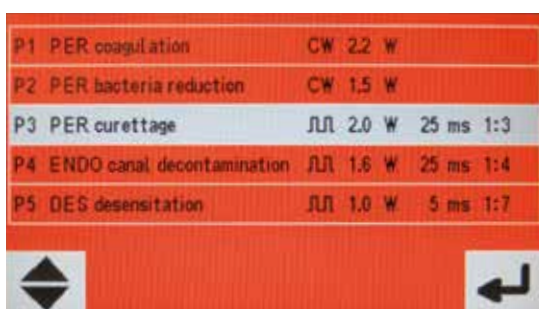 P1 PER coagulation CW 2.2 W
P2 PER bacteria reduction CW 1.5 W
P3 PER curettage 2.0 W 25 ms 1:3
P4 ENDO canal decontamination 1.6 W 25 ms 1:4
P5 DES desensitation 1.0 W 5 ms 1:7